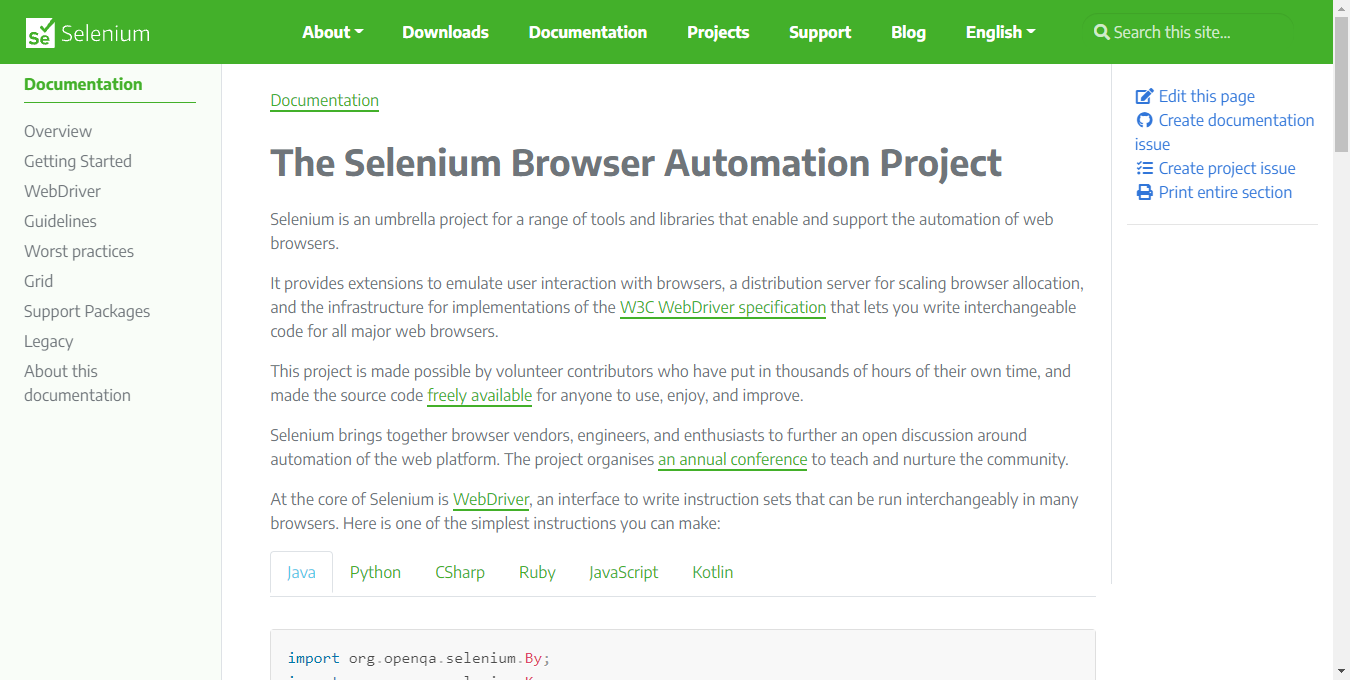 Se Selenium
About Downloads Documentation Projects Support Blog English Search this site...
Documentation
Overview
Getting Started
WebDriver
Guidelines
Worst practices
Grid
Support Packages
Legacy
About this
documentation
Documentation
The Selenium Browser Automation Project
Selenium is an umbrella project for a range of tools and libraries that enable and support the automation of web
browsers.
It provides extensions to emulate user interaction with browsers, a distribution server for scaling browser allocation,
and the infrastructure for implementations of the W3C WebDriver specification that lets you write interchangeable
code for all major web browsers.
This project is made possible by volunteer contributors who have put in thousands of hours of their own time, and
made the source code freely available for anyone to use, enjoy, and improve.
Selenium brings together browser vendors, engineers, and enthusiasts to further an open discussion around
automation of the web platform. The project organises an annual conference to teach and nurture the community.
At the core of Selenium is WebDriver, an interface to write instruction sets that can be run interchangeably in many
browsers. Here is one of the simplest instructions you can make:
Java Python CSharp Ruby JavaScript Kotlin
import org.openqa.selenium.By;
Edit this page
Create documentation
issue
Create project issue
Print entire section